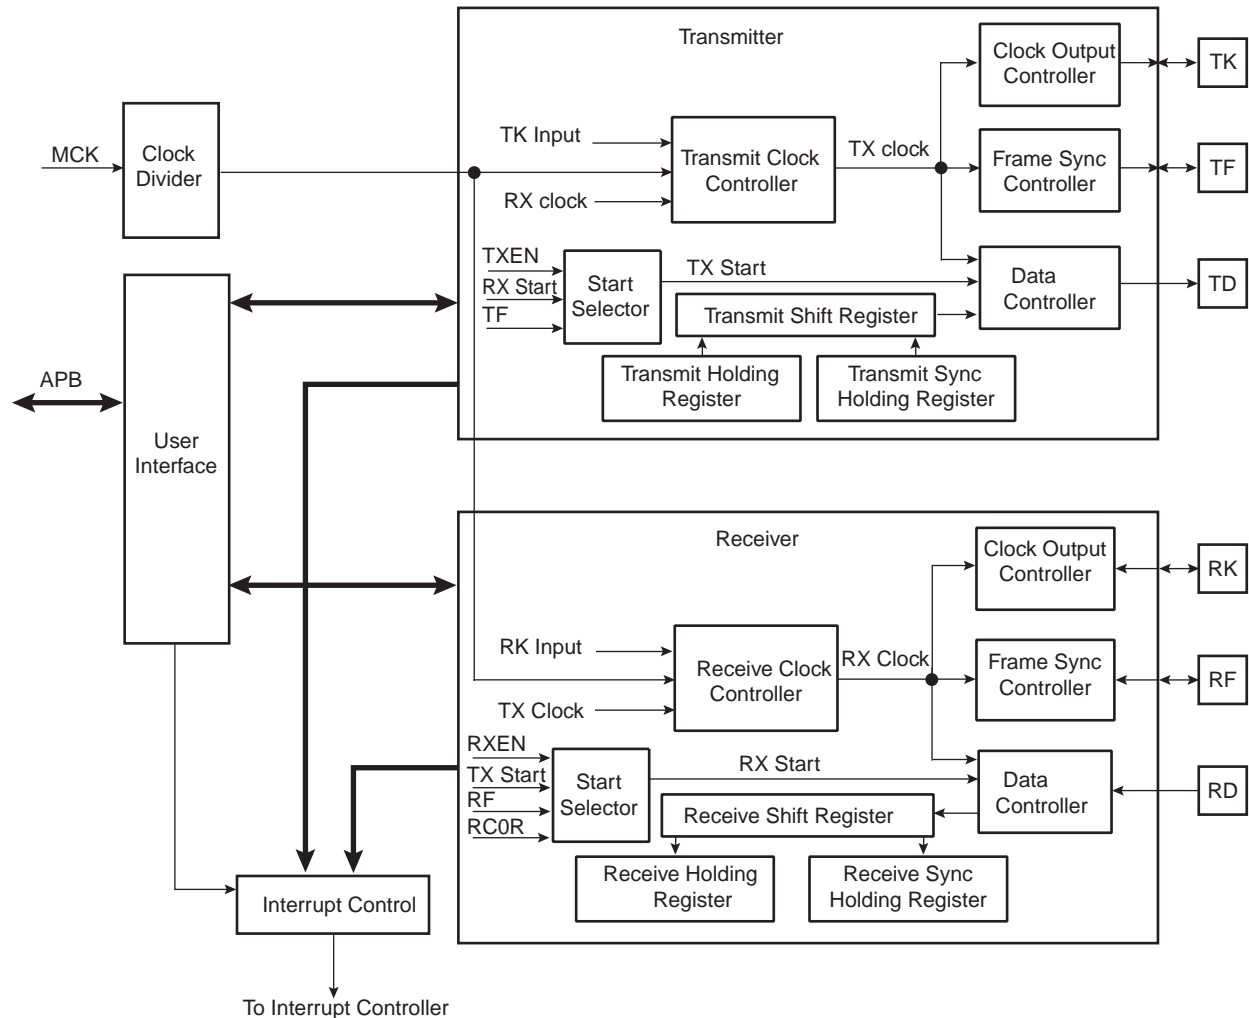 Transmitter
Clock Output
Controller
TK
MCK
Clock
Divider
TK Input
Transmit Clock
Controller
TX clock
Frame Sync
Controller
TF
RX clock
TXEN
RX Start
TF
Start
Selector
TX Start
Data
Controller
TD
Transmit Shift Register
Transmit Holding
Register
Transmit Sync
Holding Register
APB
User
Interface
Receiver
Clock Output
Controller
RK
RK Input
Receive Clock
Controller
RX Clock
Frame Sync
Controller
RF
TX Clock
RXEN
TX Start
RF
RC0R
Start
Selector
RX Start
Data
Controller
RD
Receive Shift Register
Receive Holding
Register
Receive Sync
Holding Register
Interrupt Control
To Interrupt Controller